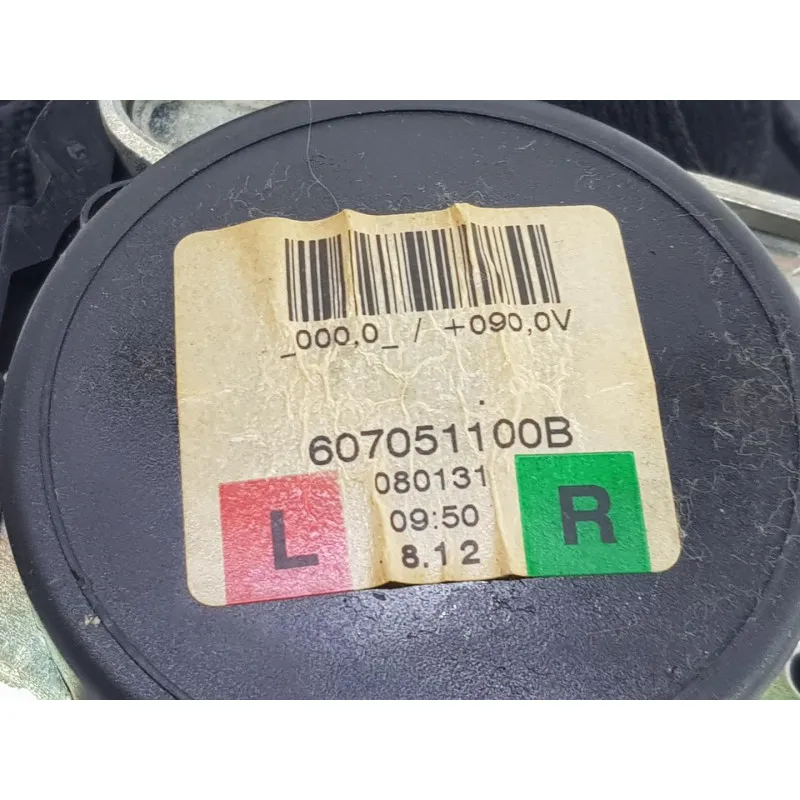 _000,0_ / +090,0V
607051100B
080131
09:50
8.12
L
R